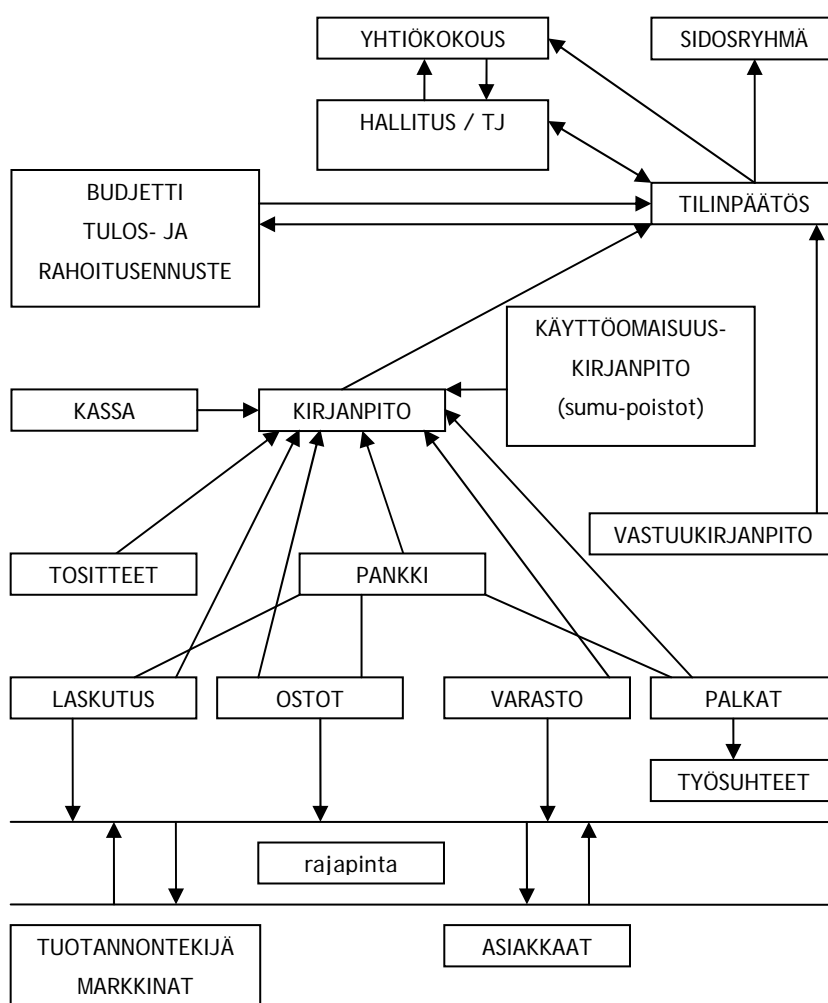 YHTIÖKOKOUS
SIDOSRYHMÄ
HALLITUS / TJ
BUDJETTI
TULOS- JA
RAHOITUSENNUSTE
TILINPÄÄTÖS
KÄYTTÖOMAISUUS-
KIRJANPITO
(sumu-poistot)
KASSA
KIRJANPITO
VASTUUKIRJANPITO
TOSITTEET
PANKKI
LASKUTUS
OSTOT
VARASTO
PALKAT
TYÖSUHTEET
rajapinta
TUOTANNONTEKIJÄ
MARKKINAT
ASIAKKAAT